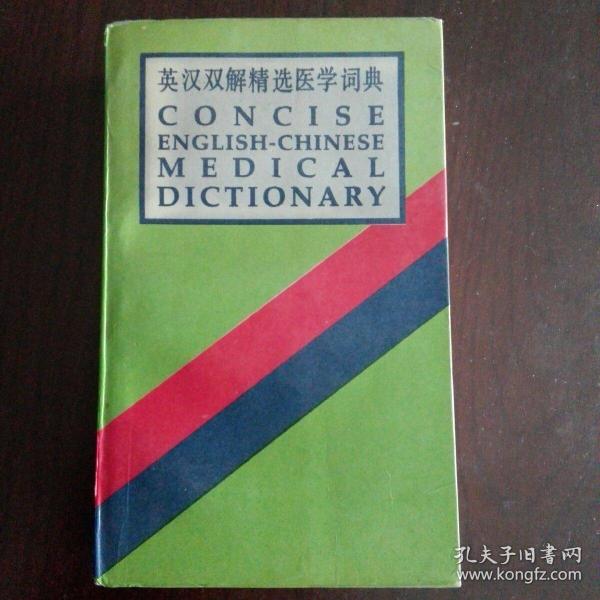 英汉双解精选医学词典
CONCISE
ENGLISH-CHINESE
MEDICAL
DICTIONARY
孔夫子旧书网
www.kongfz.com